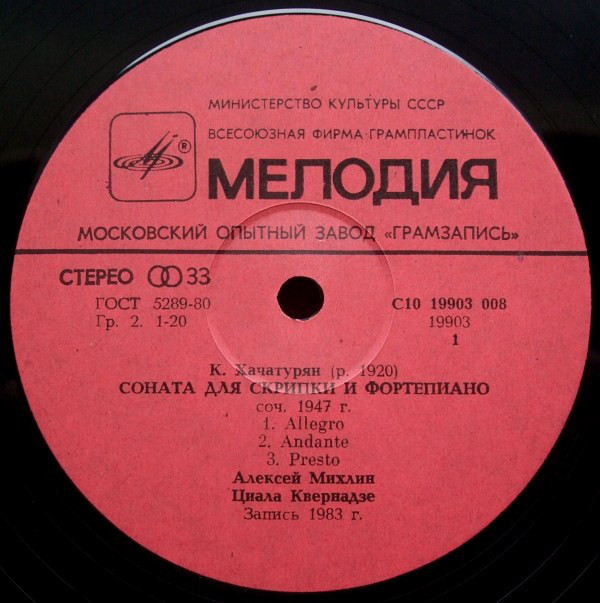 МИНИСТЕРСТВО КУЛЬТУРЫ СССР
ВСЕСОЮЗНАЯ ФИРМА ГРАМПЛАСТИНОК
®
МЕЛОДИЯ
МОСКОВСКИЙ ОПЫТНЫЙ ЗАВОД «ГРАМЗАПИСЬ»
СТЕРЕО 33
ГОСТ 5289-80
Гр. 2. 1-20
С10 19903 008
19903
1
К. Хачатурян (р. 1920)
СОНАТА ДЛЯ СКРИПКИ И ФОРТЕПИАНО
соч. 1947 г.
1. Allegro
2. Andante
3. Presto
Алексей Михлин
Циала Квернадзе
Запись 1983 г.